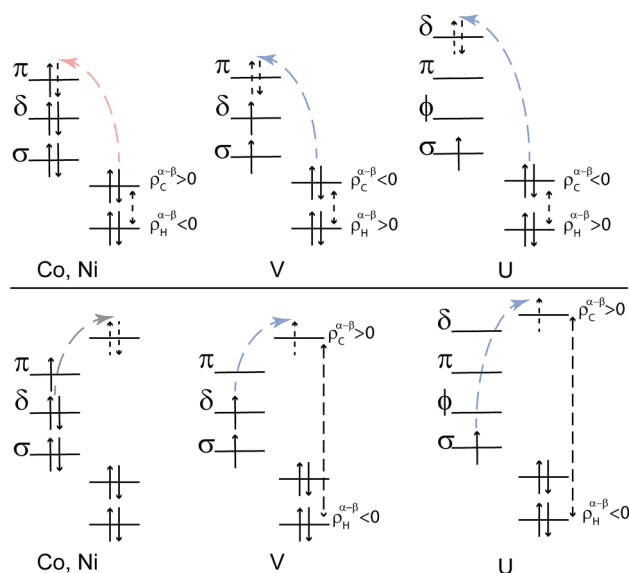 π
δ
σ
ρ_C^{α-β}>0
ρ_H^{α-β}<0
Co, Ni
π
δ
σ
ρ_C^{α-β}<0
ρ_H^{α-β}>0
V
δ
π
ϕ
σ
ρ_C^{α-β}<0
ρ_H^{α-β}>0
U
π
δ
σ
Co, Ni
π
δ
σ
ρ_C^{α-β}>0
ρ_H^{α-β}<0
V
δ
π
ϕ
σ
ρ_C^{α-β}>0
ρ_H^{α-β}<0
U